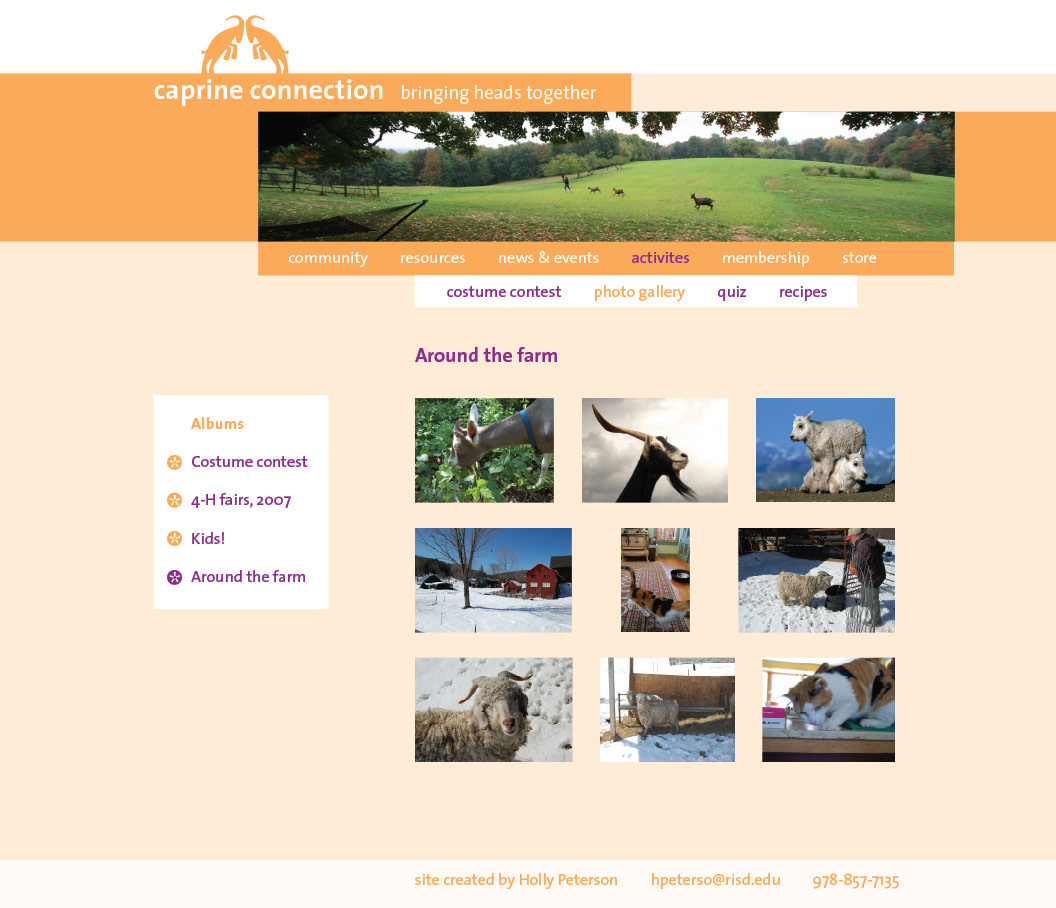 caprine connection bringing heads together
community resources news & events activites membership store
costume contest photo gallery quiz recipes
Around the farm
Albums
Costume contest
4-H fairs, 2007
Kids!
Around the farm
site created by Holly Peterson hpeterso@risd.edu 978-857-7135